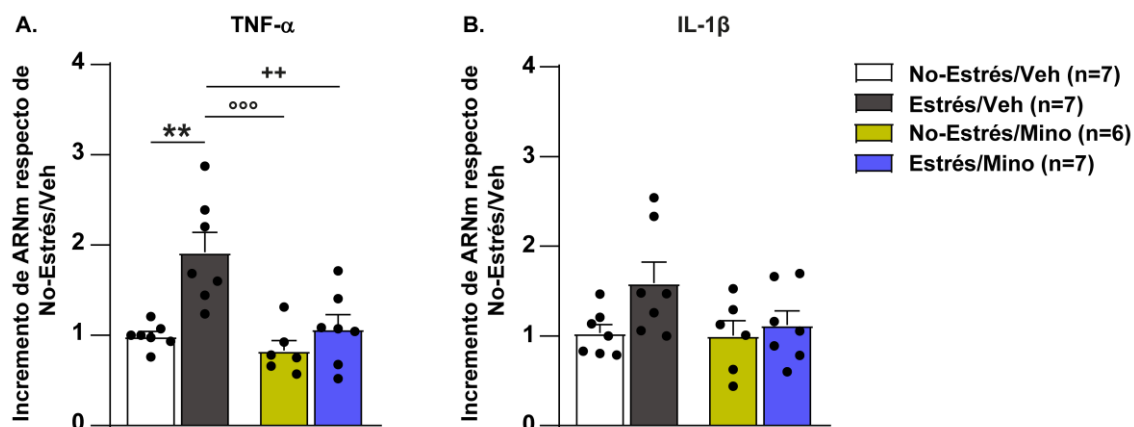 A.
TNF-α
Incremento de ARNm respecto de
No-Estrés/Veh
4
3
2
1
0
**
°°°
++
B.
IL-1β
Incremento de ARNm respecto de
No-Estrés/Veh
4
3
2
1
0
No-Estrés/Veh (n=7)
Estrés/Veh (n=7)
No-Estrés/Mino (n=6)
Estrés/Mino (n=7)